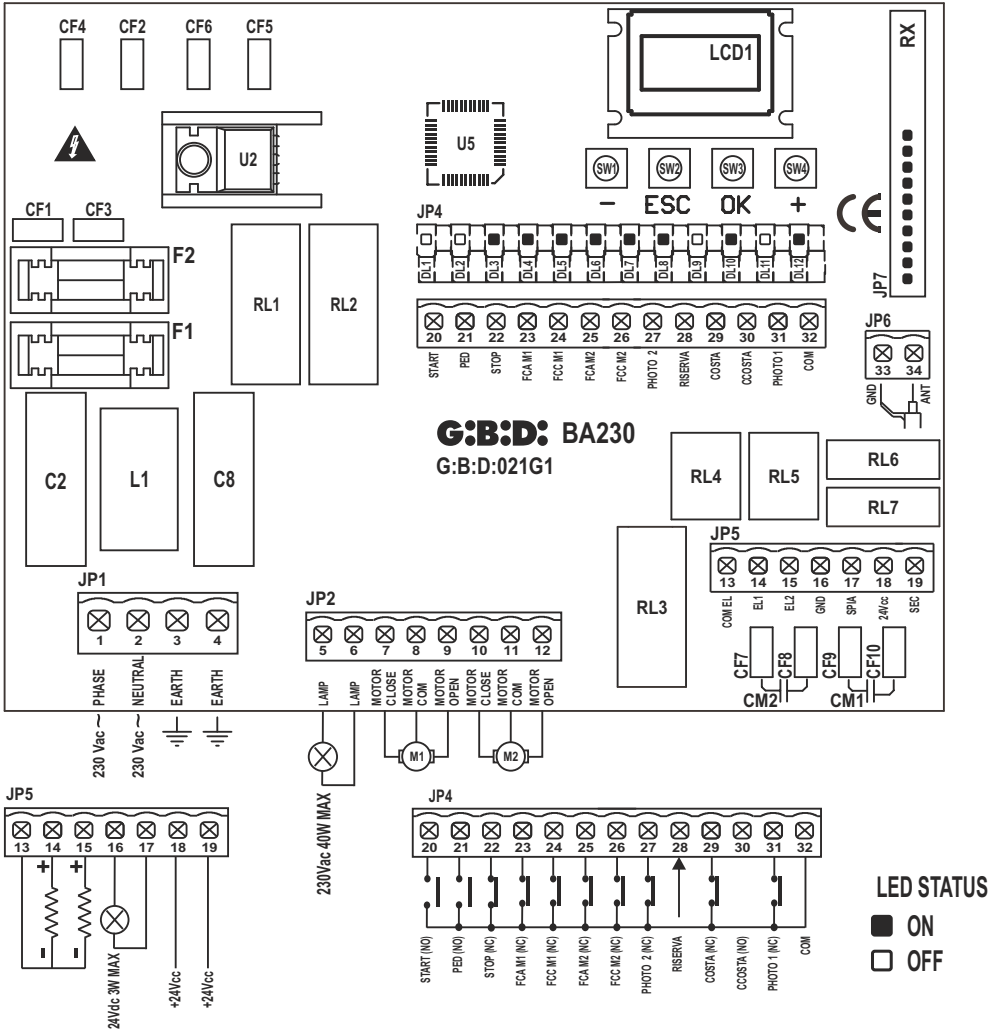 CF4 CF2 CF6 CF5
LCD1
RX
U2
U5
SW1 SW2 SW3 SW4
- ESC OK +
CF1 CF3
JP4
CE
F2
DL1 DL2 DL3 DL4 DL5 DL6 DL7 DL8 DL9 DL10 DL11 DL12
JP7
RL1 RL2
F1
20 21 22 23 24 25 26 27 28 29 30 31 32
START PED STOP FCA M1 FCC M1 FCA M2 FCC M2 PHOTO 2 RISERVA COSTA CCOSTA PHOTO 1 COM
JP6
33 34
GND ANT
G:B:D: BA230
G:B:D:021G1
C2 L1 C8
RL4 RL5 RL6
RL7
JP5
13 14 15 16 17 18 19
COM EL EL1 EL2 GND SPIA 24Vcc SEC
RL3
JP1
1 2 3 4
230 Vac ~ PHASE
230 Vac ~ NEUTRAL
EARTH
EARTH
JP2
5 6 7 8 9 10 11 12
LAMP
LAMP
MOTOR CLOSE
MOTOR COM
MOTOR OPEN
MOTOR CLOSE
MOTOR COM
MOTOR OPEN
M1 M2
230Vac 40W MAX
CF7 CF8 CF9 CF10
CM2 CM1
JP5
13 14 15 16 17 18 19
+ +
- -
24Vdc 3W MAX
+24Vcc
+24Vcc
JP4
20 21 22 23 24 25 26 27 28 29 30 31 32
START (NO)
PED (NO)
STOP (NC)
FCA M1 (NC)
FCC M1 (NC)
FCA M2 (NC)
FCC M2 (NC)
PHOTO 2 (NC)
RISERVA
COSTA (NC)
CCOSTA (NO)
PHOTO 1 (NC)
COM
LED STATUS
ON
OFF